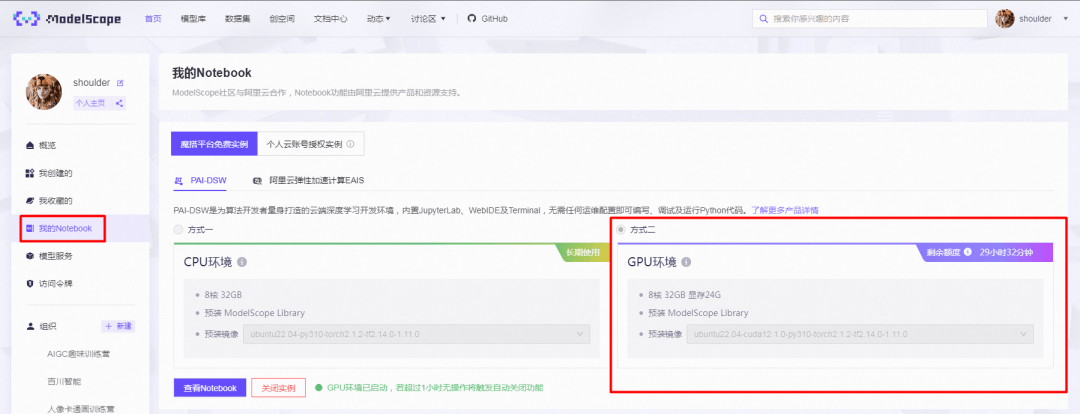 ModelScope 首页 模型库 数据集 创空间 文档中心 动态 讨论区 GitHub 搜索你感兴趣的内容 shoulder
shoulder
个人主页
概览
我创建的
我收藏的
我的Notebook
模型服务
访问令牌
组织 + 新建
AIGC趣味训练营
百川智能
人像卡通画训练营
我的Notebook
ModelScope社区与阿里云合作，Notebook功能由阿里云提供产品和资源支持。
魔搭平台免费实例 个人云账号授权实例
PAI-DSW 阿里云弹性加速计算EAIS
PAI-DSW是为算法开发者量身打造的云端深度学习开发环境，内置JupyterLab、WebIDE及Terminal，无需任何运维配置即可编写、调试及运行Python代码。了解更多产品详情
方式一
长期使用
CPU环境
8核 32GB
预装 ModelScope Library
预装镜像 ubuntu22.04-py310-torch2.1.2-tf2.14.0-1.11.0
方式二
剩余额度 29小时32分钟
GPU环境
8核 32GB 显存24G
预装 ModelScope Library
预装镜像 ubuntu22.04-cuda12.1.0-py310-torch2.1.2-tf2.14.0-1.11.0
查看Notebook 关闭实例 GPU环境已启动，若超过1小时无操作将触发自动关闭功能